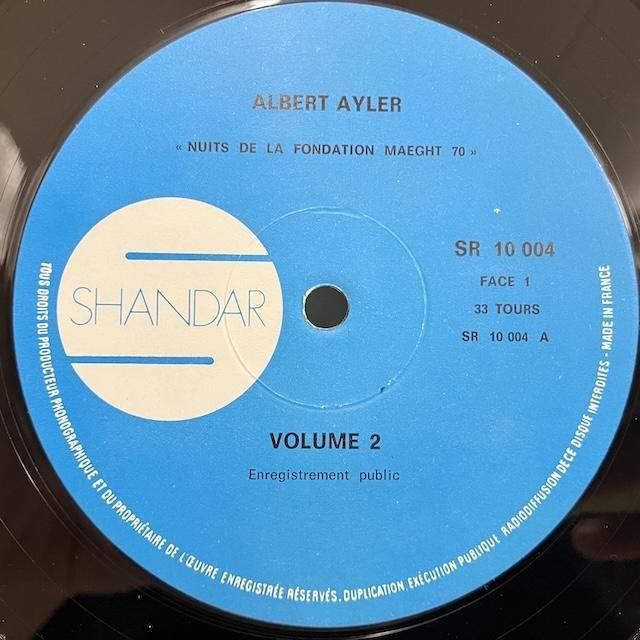 ALBERT AYLER
« NUITS DE LA FONDATION MAEGHT 70 »
SHANDAR
SR 10 004
FACE 1
33 TOURS
SR 10 004 A
VOLUME 2
Enregistrement public
TOUS DROITS DU PRODUCTEUR PHONOGRAPHIQUE ET DU PROPRIÉTAIRE DE L'ŒUVRE ENREGISTRÉE RÉSERVÉS. DUPLICATION, EXÉCUTION PUBLIQUE, RADIODIFFUSION DE CE DISQUE INTERDITES - MADE IN FRANCE